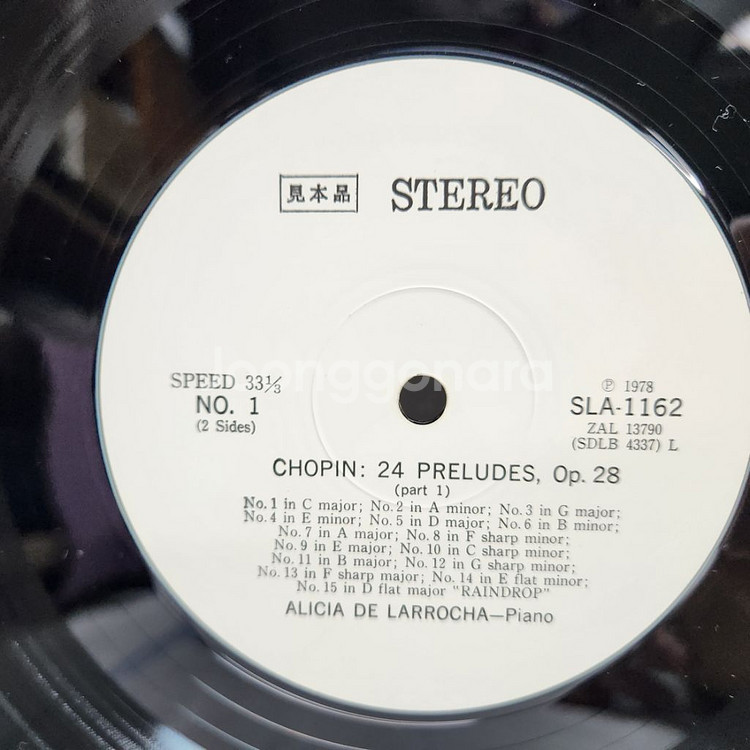 見本品 STEREO
SPEED 33⅓
NO. 1
(2 Sides)
℗ 1978
SLA-1162
ZAL 13790
(SDLB 4337) L
joonggonara
CHOPIN: 24 PRELUDES, Op. 28
(part 1)
No.1 in C major; No.2 in A minor; No.3 in G major;
No.4 in E minor; No.5 in D major; No.6 in B minor;
No.7 in A major; No.8 in F sharp minor;
No.9 in E major; No.10 in C sharp minor;
No.11 in B major; No.12 in G sharp minor;
No.13 in F sharp major; No.14 in E flat minor;
No.15 in D flat major "RAINDROP"
ALICIA DE LARROCHA—Piano